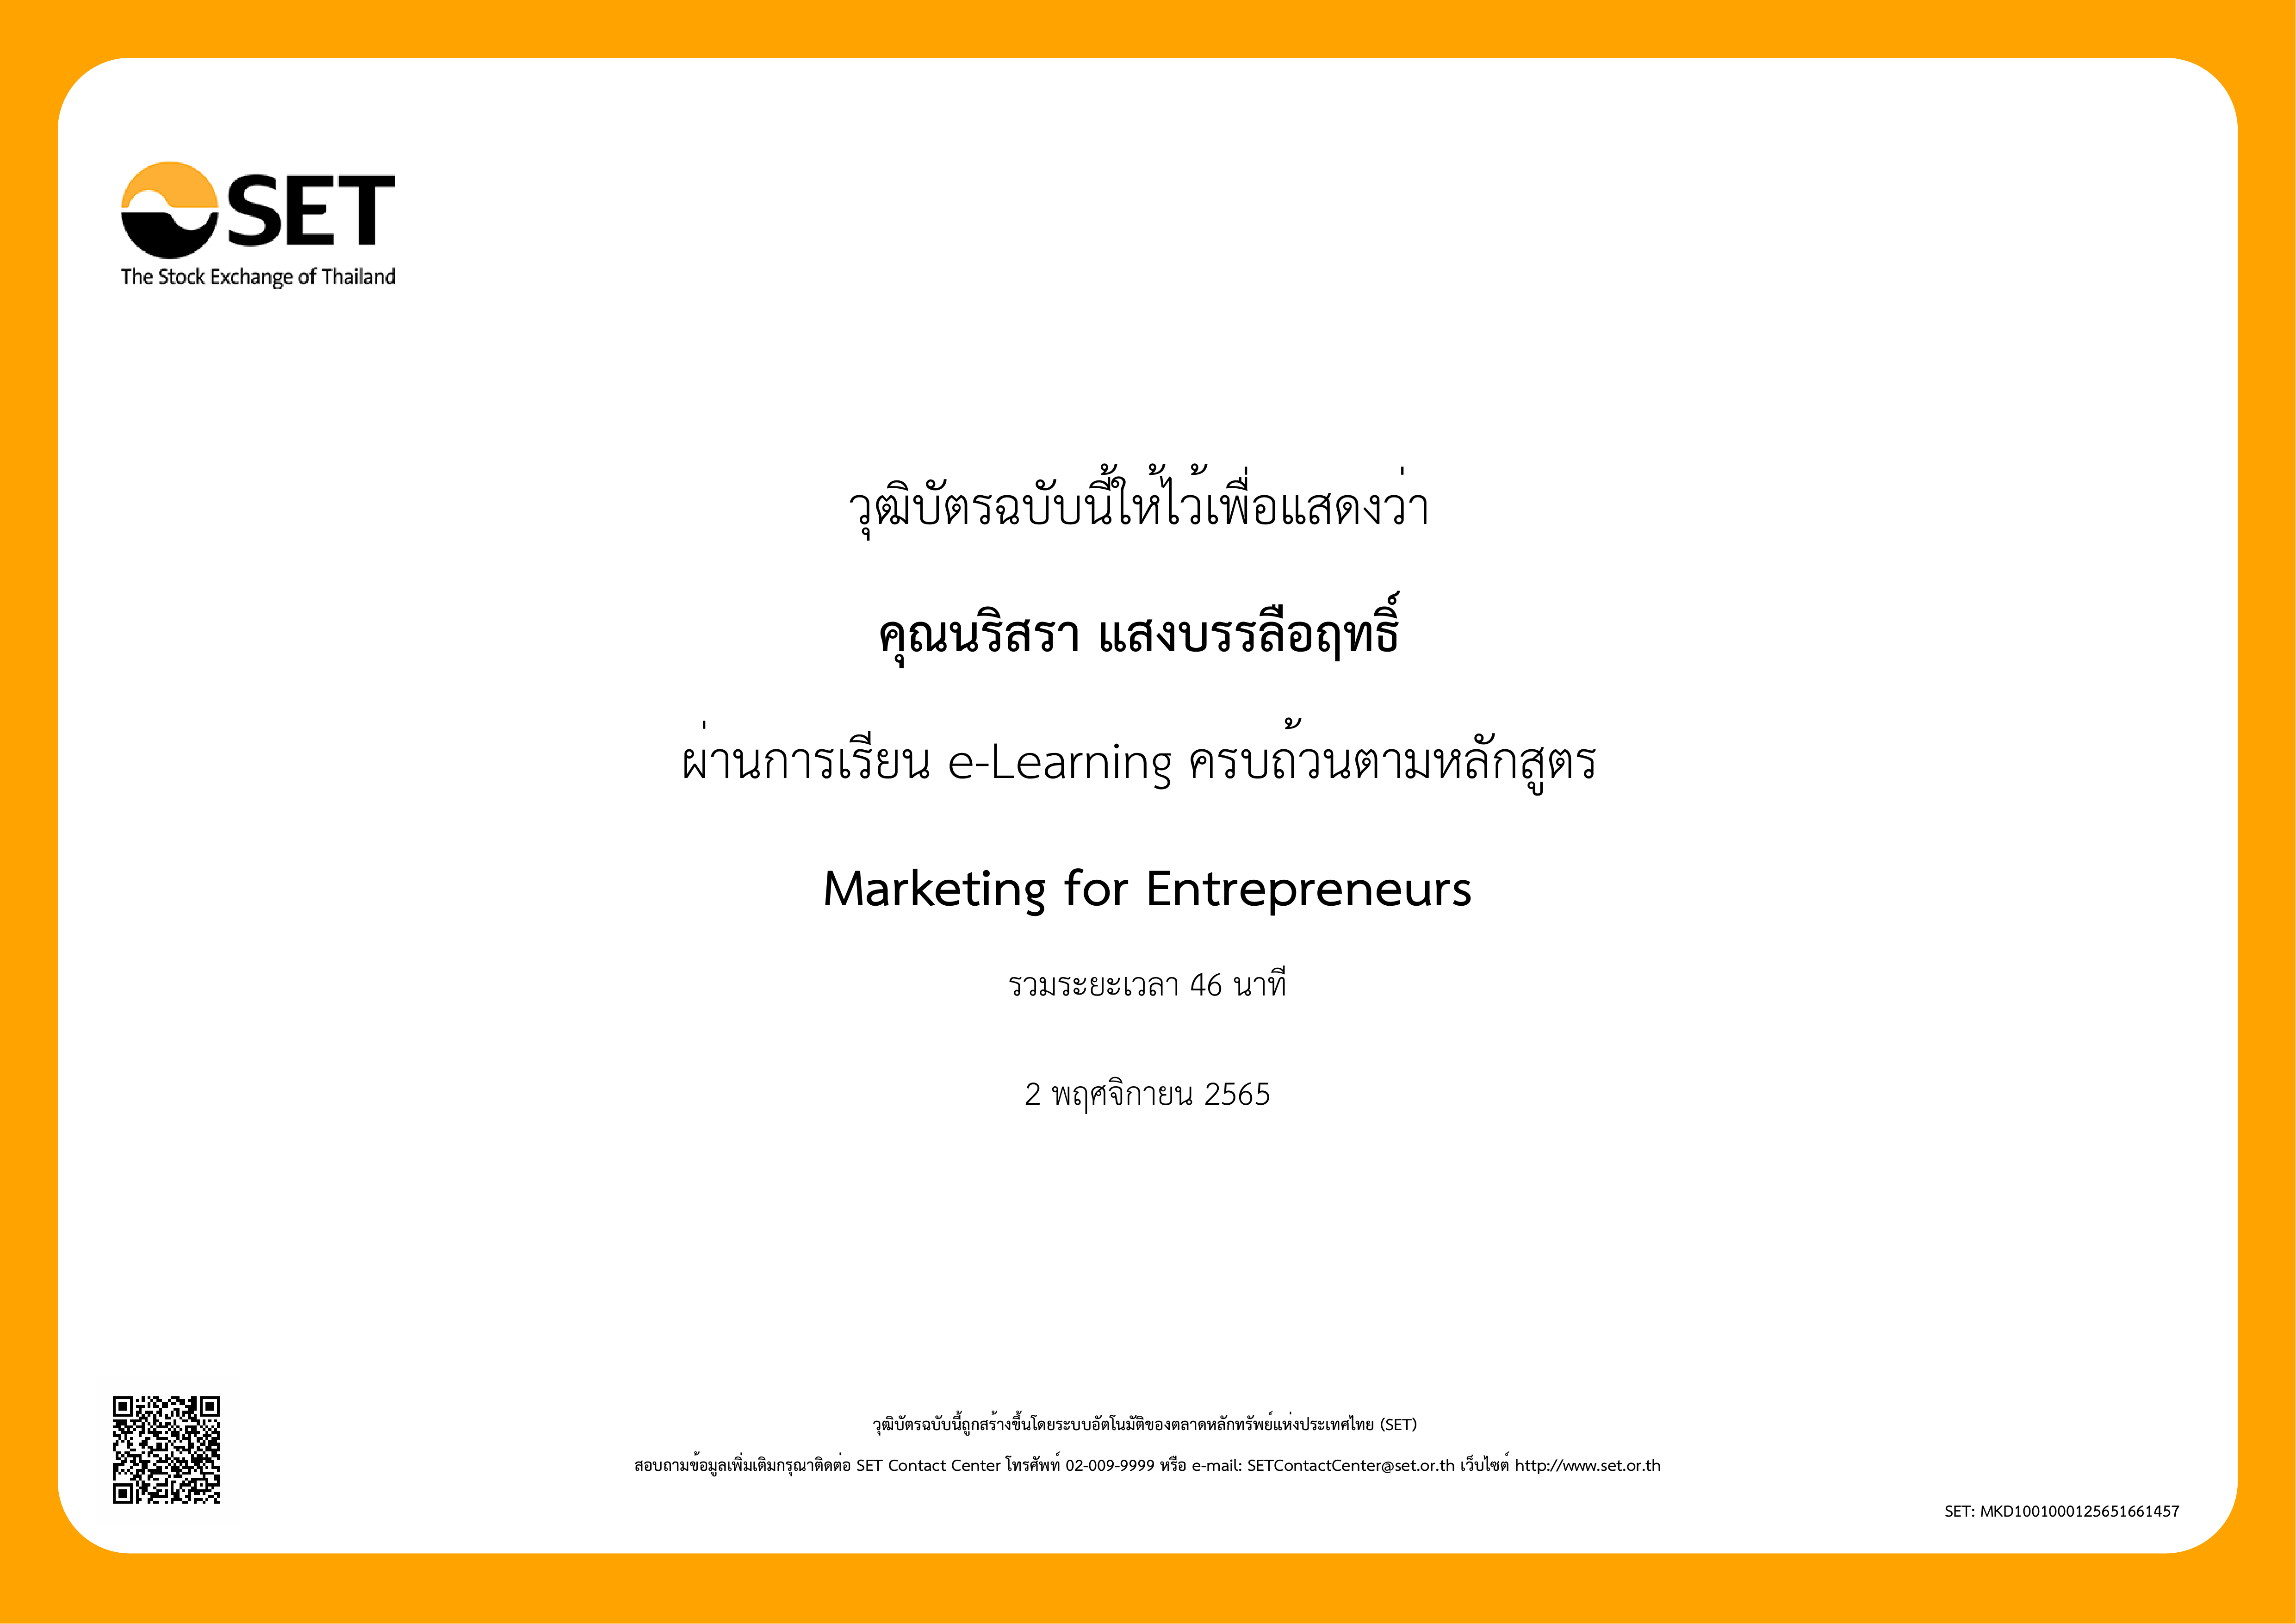 SET
The Stock Exchange of Thailand
วุฒิบัตรฉบับนี้ให้ไว้เพื่อแสดงว่า
คุณนริสรา แสงบรรลือฤทธิ์
ผ่านการเรียน e-Learning ครบถ้วนตามหลักสูตร
Marketing for Entrepreneurs
รวมระยะเวลา 46 นาที
2 พฤศจิกายน 2565
วุฒิบัตรฉบับนี้ถูกสร้างขึ้นโดยระบบอัตโนมัติของตลาดหลักทรัพย์แห่งประเทศไทย (SET)
สอบถามข้อมูลเพิ่มเติมกรุณาติดต่อ SET Contact Center โทรศัพท์ 02-009-9999 หรือ e-mail: SETContactCenter@set.or.th เว็บไซต์ http://www.set.or.th
SET: MKD1001000125651661457